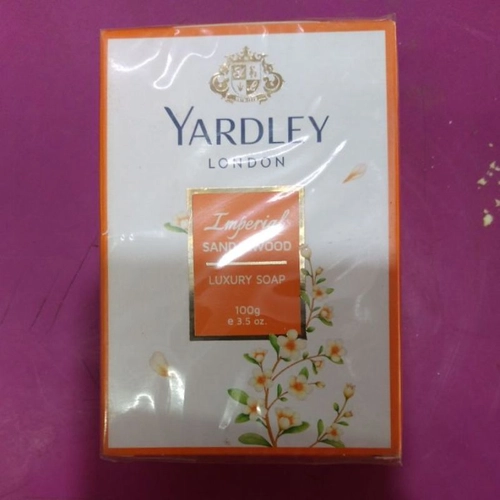 YARDLEY
LONDON
Imperial
SANDALWOOD
LUXURY SOAP
100g
e 3.5 oz.